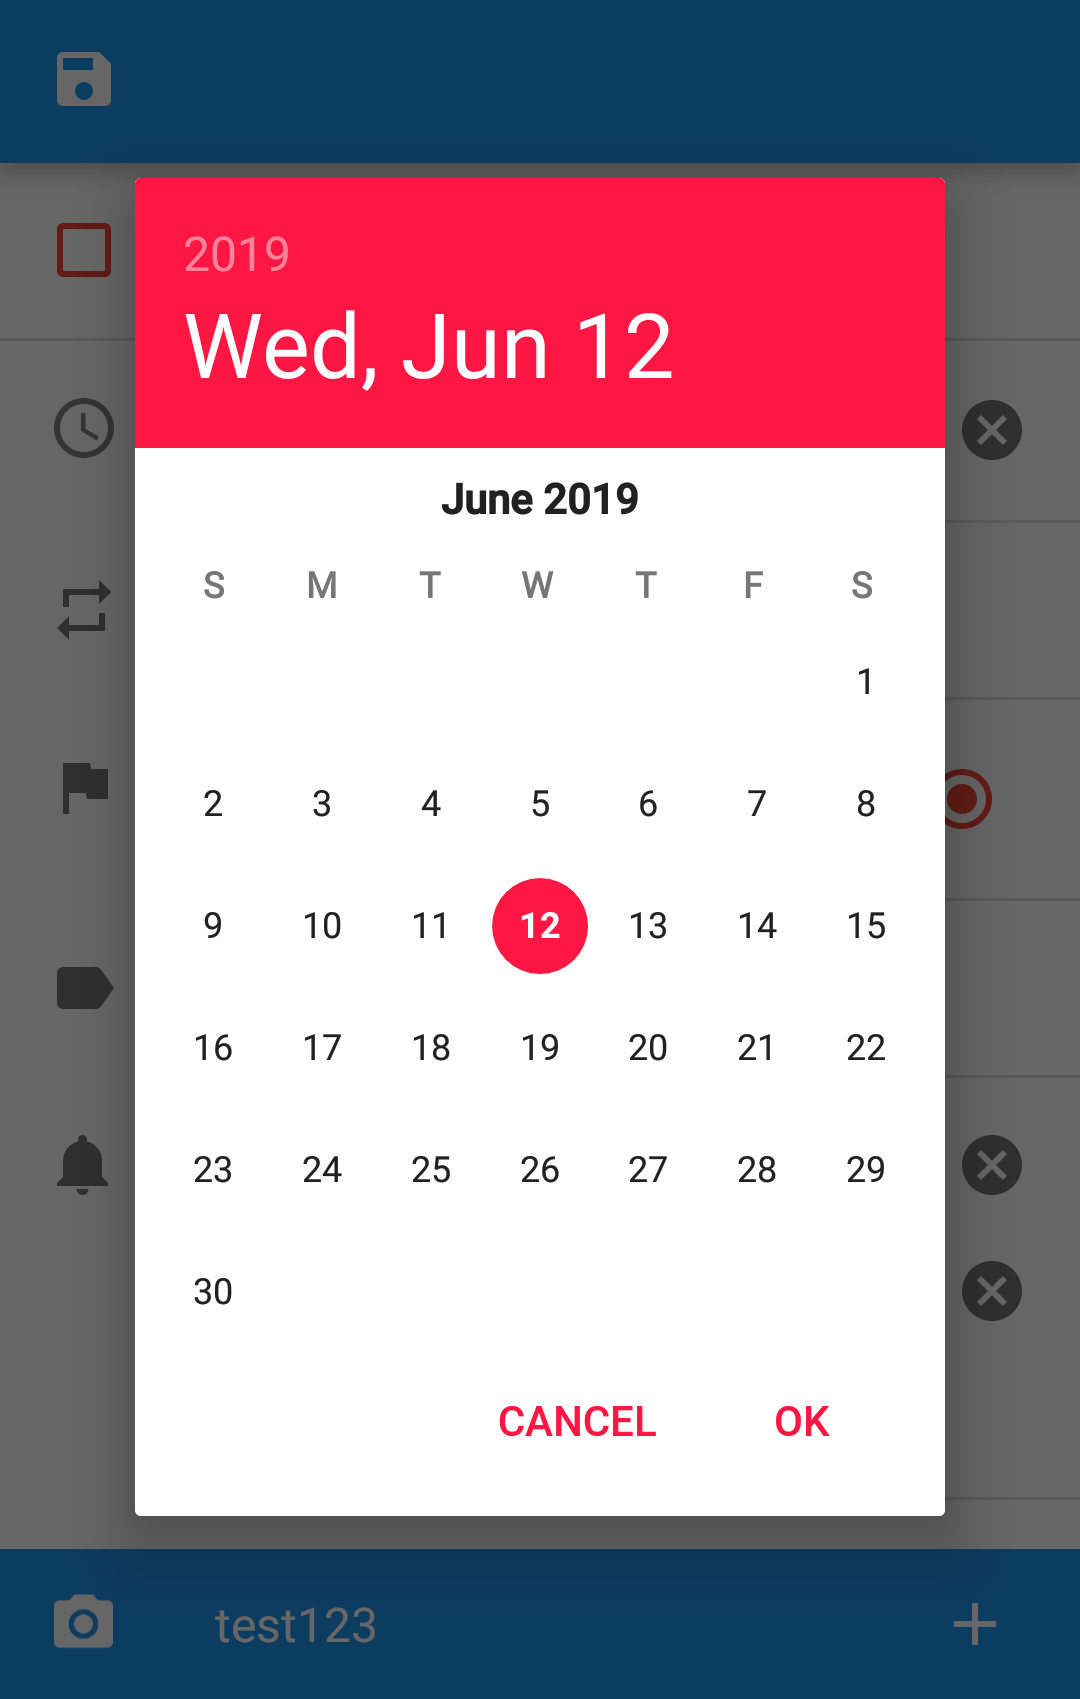 2019
Wed, Jun 12
June 2019
S M T W T F S
1
2 3 4 5 6 7 8
9 10 11 12 13 14 15
16 17 18 19 20 21 22
23 24 25 26 27 28 29
30
CANCEL OK
test123